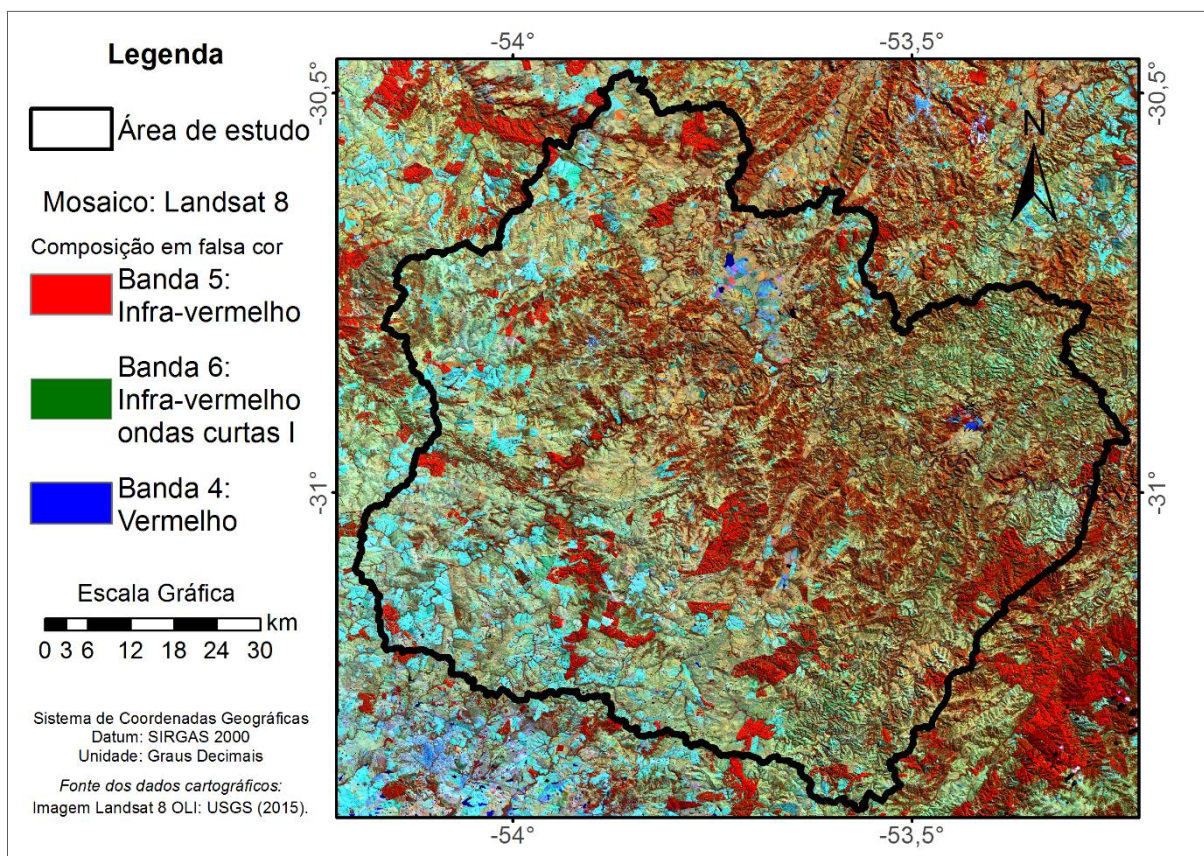 Legenda
Área de estudo
Mosaico: Landsat 8
Composição em falsa cor
Banda 5:
Infra-vermelho
Banda 6:
Infra-vermelho
ondas curtas I
Banda 4:
Vermelho
Escala Gráfica
km
0 3 6 12 18 24 30
Sistema de Coordenadas Geográficas
Datum: SIRGAS 2000
Unidade: Graus Decimais
Fonte dos dados cartográficos:
Imagem Landsat 8 OLI: USGS (2015).
-54° -53,5°
-30,5° -30,5°
N
-31° -31°
-54° -53,5°